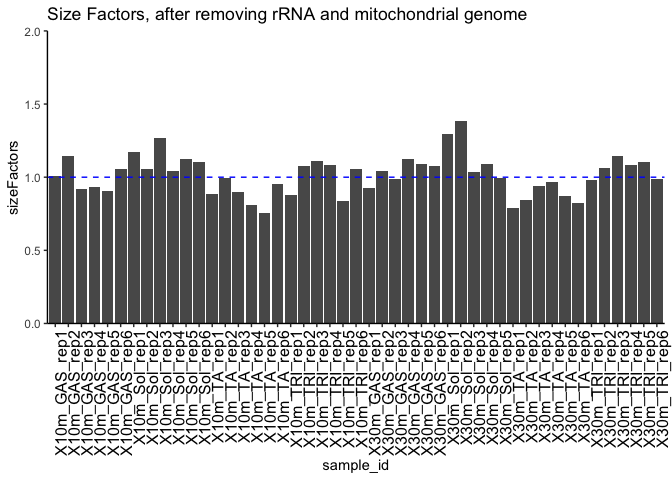 Size Factors, after removing rRNA and mitochondrial genome
2.0
1.5
1.0
0.5
0.0
sizeFactors
X10m_GAS_rep1
X10m_GAS_rep2
X10m_GAS_rep3
X10m_GAS_rep4
X10m_GAS_rep5
X10m_GAS_rep6
X10m_Sol_rep1
X10m_Sol_rep2
X10m_Sol_rep3
X10m_Sol_rep4
X10m_Sol_rep5
X10m_Sol_rep6
X10m_TA_rep1
X10m_TA_rep2
X10m_TA_rep3
X10m_TA_rep4
X10m_TA_rep5
X10m_TA_rep6
X10m_TRI_rep1
X10m_TRI_rep2
X10m_TRI_rep3
X10m_TRI_rep4
X10m_TRI_rep5
X10m_TRI_rep6
X30m_GAS_rep1
X30m_GAS_rep2
X30m_GAS_rep3
X30m_GAS_rep4
X30m_GAS_rep5
X30m_GAS_rep6
X30m_Sol_rep1
X30m_Sol_rep2
X30m_Sol_rep3
X30m_Sol_rep4
X30m_Sol_rep5
X30m_TA_rep1
X30m_TA_rep2
X30m_TA_rep3
X30m_TA_rep4
X30m_TA_rep5
X30m_TA_rep6
X30m_TRI_rep1
X30m_TRI_rep2
X30m_TRI_rep3
X30m_TRI_rep4
X30m_TRI_rep5
X30m_TRI_rep6
sample_id